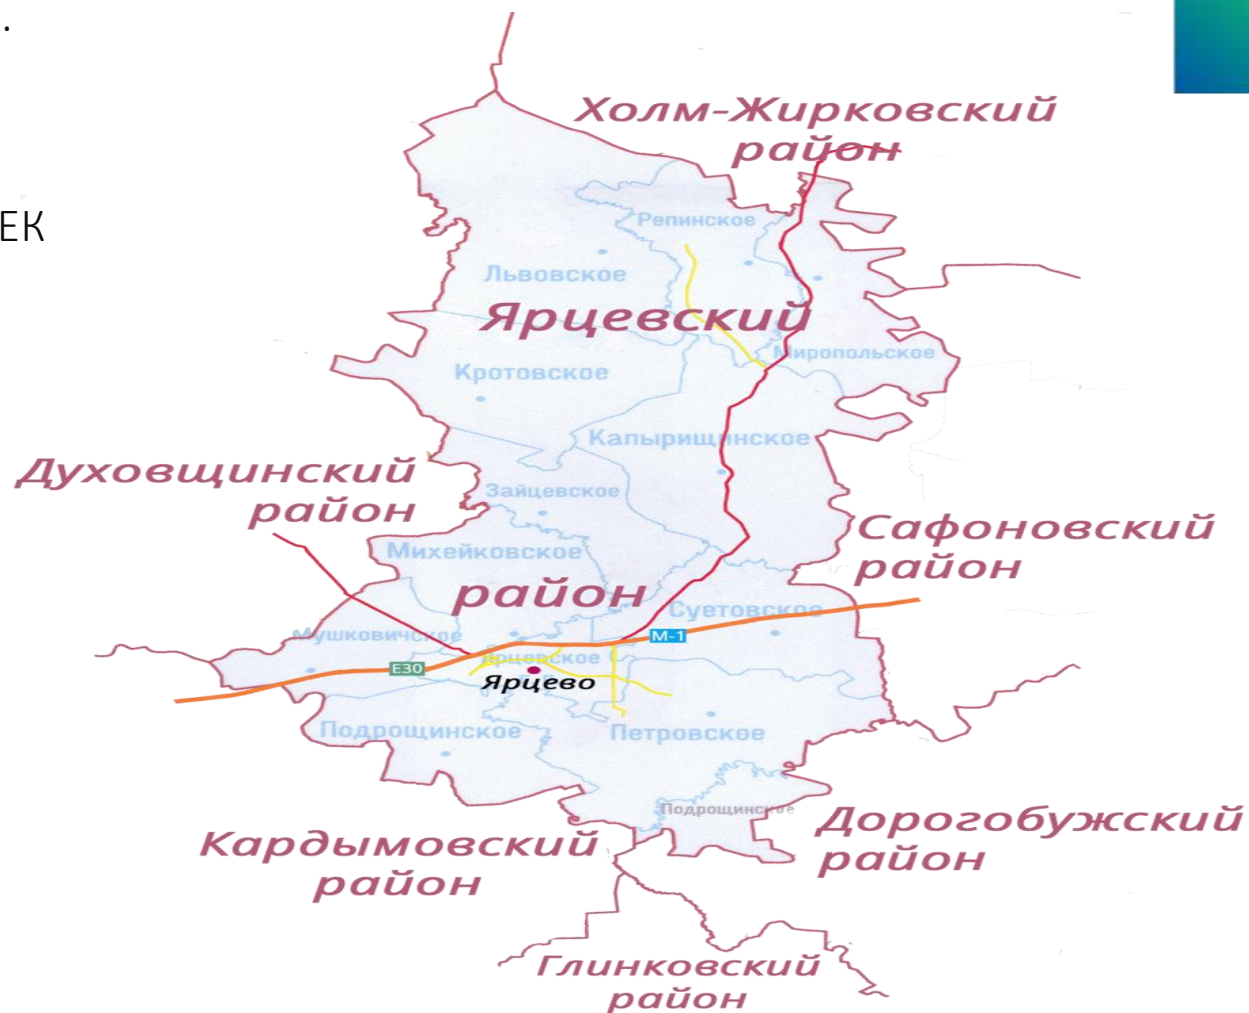 .
ЕК
Холм-Жирковский
район
Репинское
Львовское
Ярцевский
Миропольское
Кротовское
Капырищинское
Духовщинский
район
Зайцевское
Сафоновский
район
Михейковское
район
Суетовское
Мушковичское
М-1
Ярцевское
Е30
Ярцево
Подрощинское
Петровское
Подрощинское
Дорогобужский
район
Кардымовский
район
Глинковский
район